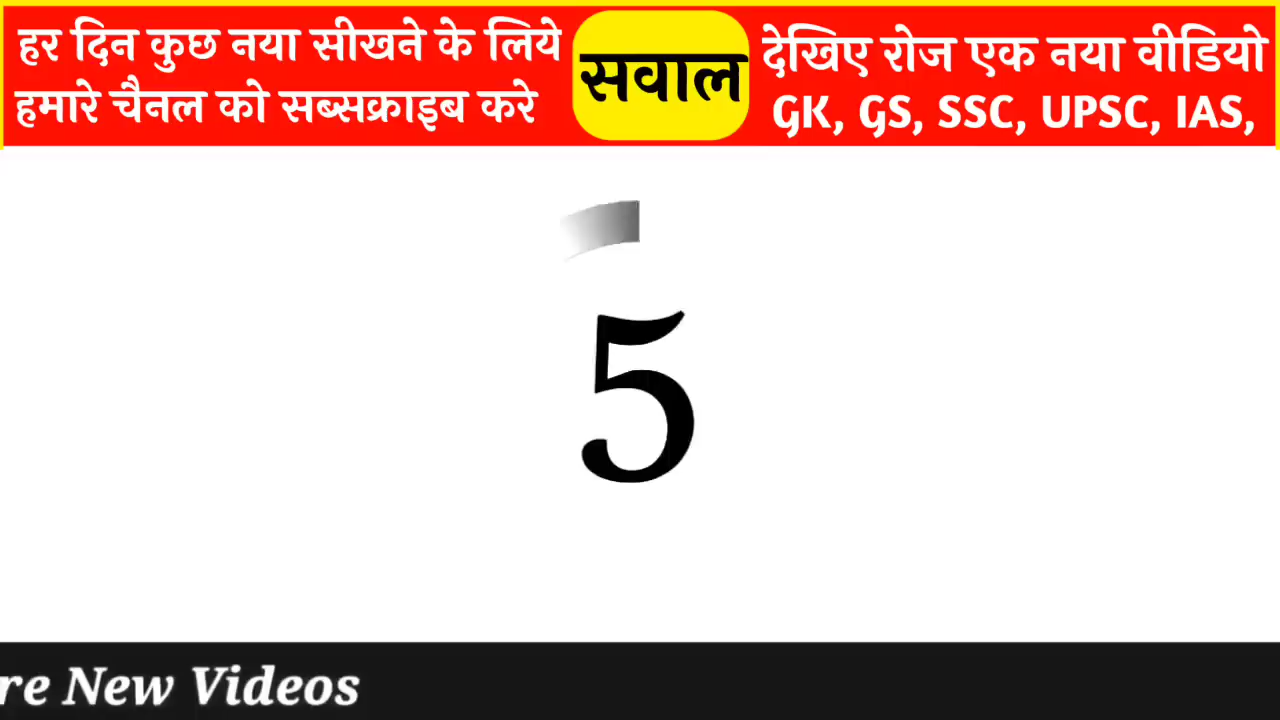 हर दिन कुछ नया सीखने के लिये
हमारे चैनल को सब्सक्राइब करे
सवाल
देखिए रोज एक नया वीडियो
GK, GS, SSC, UPSC, IAS,
5
re New Videos